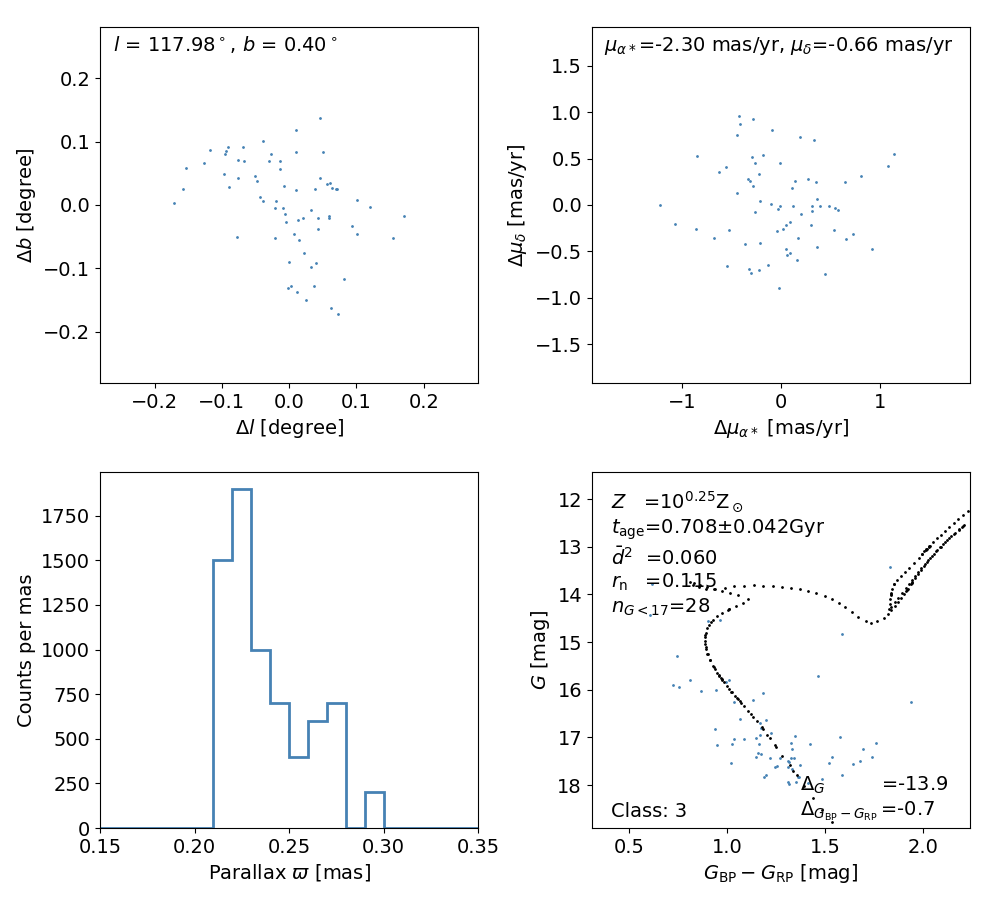 l = 117.98°, b = 0.40°
0.2
0.1
0.0
−0.1
−0.2
Δb [degree]
−0.2 −0.1 0.0 0.1 0.2
Δl [degree]
μα*=-2.30 mas/yr, μδ=-0.66 mas/yr
1.5
1.0
0.5
0.0
−0.5
−1.0
−1.5
Δμδ [mas/yr]
−1 0 1
Δμα* [mas/yr]
1750
1500
1250
1000
750
500
250
0
Counts per mas
0.15 0.20 0.25 0.30 0.35
Parallax ϖ [mas]
Z =10^0.25 Z⊙
t_age=0.708±0.042Gyr
d̄² =0.060
r_n =0.115
n_G<17=28
12
13
14
15
16
17
18
G [mag]
Δ_G =-13.9
Class: 3
Δ_GBP−GRP=-0.7
0.5 1.0 1.5 2.0
G_BP − G_RP [mag]